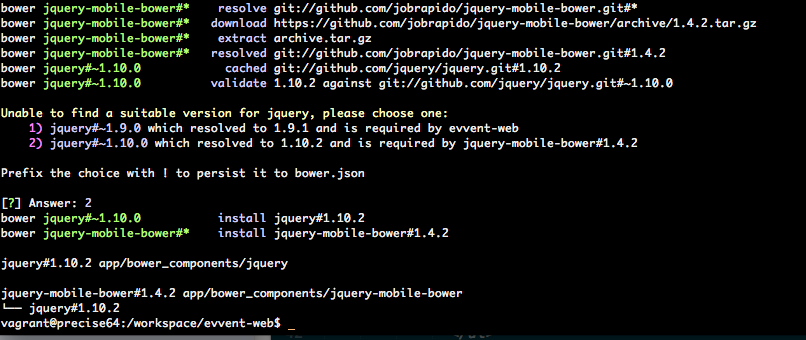 bower jquery-mobile-bower#* resolve git://github.com/jobrapido/jquery-mobile-bower.git#*
bower jquery-mobile-bower#* download https://github.com/jobrapido/jquery-mobile-bower/archive/1.4.2.tar.gz
bower jquery-mobile-bower#* extract archive.tar.gz
bower jquery-mobile-bower#* resolved git://github.com/jobrapido/jquery-mobile-bower.git#1.4.2
bower jquery#~1.10.0 cached git://github.com/jquery/jquery.git#1.10.2
bower jquery#~1.10.0 validate 1.10.2 against git://github.com/jquery/jquery.git#~1.10.0
Unable to find a suitable version for jquery, please choose one:
1) jquery#~1.9.0 which resolved to 1.9.1 and is required by evvent-web
2) jquery#~1.10.0 which resolved to 1.10.2 and is required by jquery-mobile-bower#1.4.2
Prefix the choice with ! to persist it to bower.json
[?] Answer: 2
bower jquery#~1.10.0 install jquery#1.10.2
bower jquery-mobile-bower#* install jquery-mobile-bower#1.4.2
jquery#1.10.2 app/bower_components/jquery
jquery-mobile-bower#1.4.2 app/bower_components/jquery-mobile-bower
└── jquery#1.10.2
vagrant@precise64:/workspace/evvent-web$ _